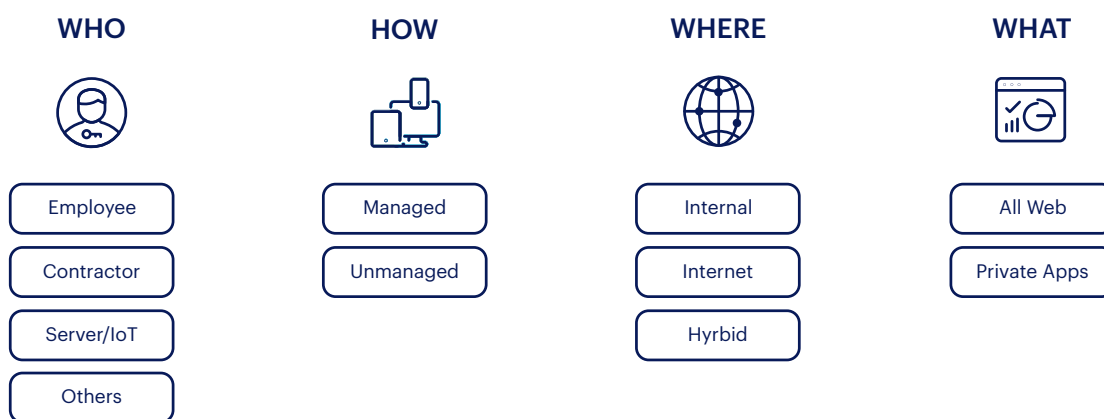 WHO
Employee
Contractor
Server/IoT
Others
HOW
Managed
Unmanaged
WHERE
Internal
Internet
Hyrbid
WHAT
All Web
Private Apps